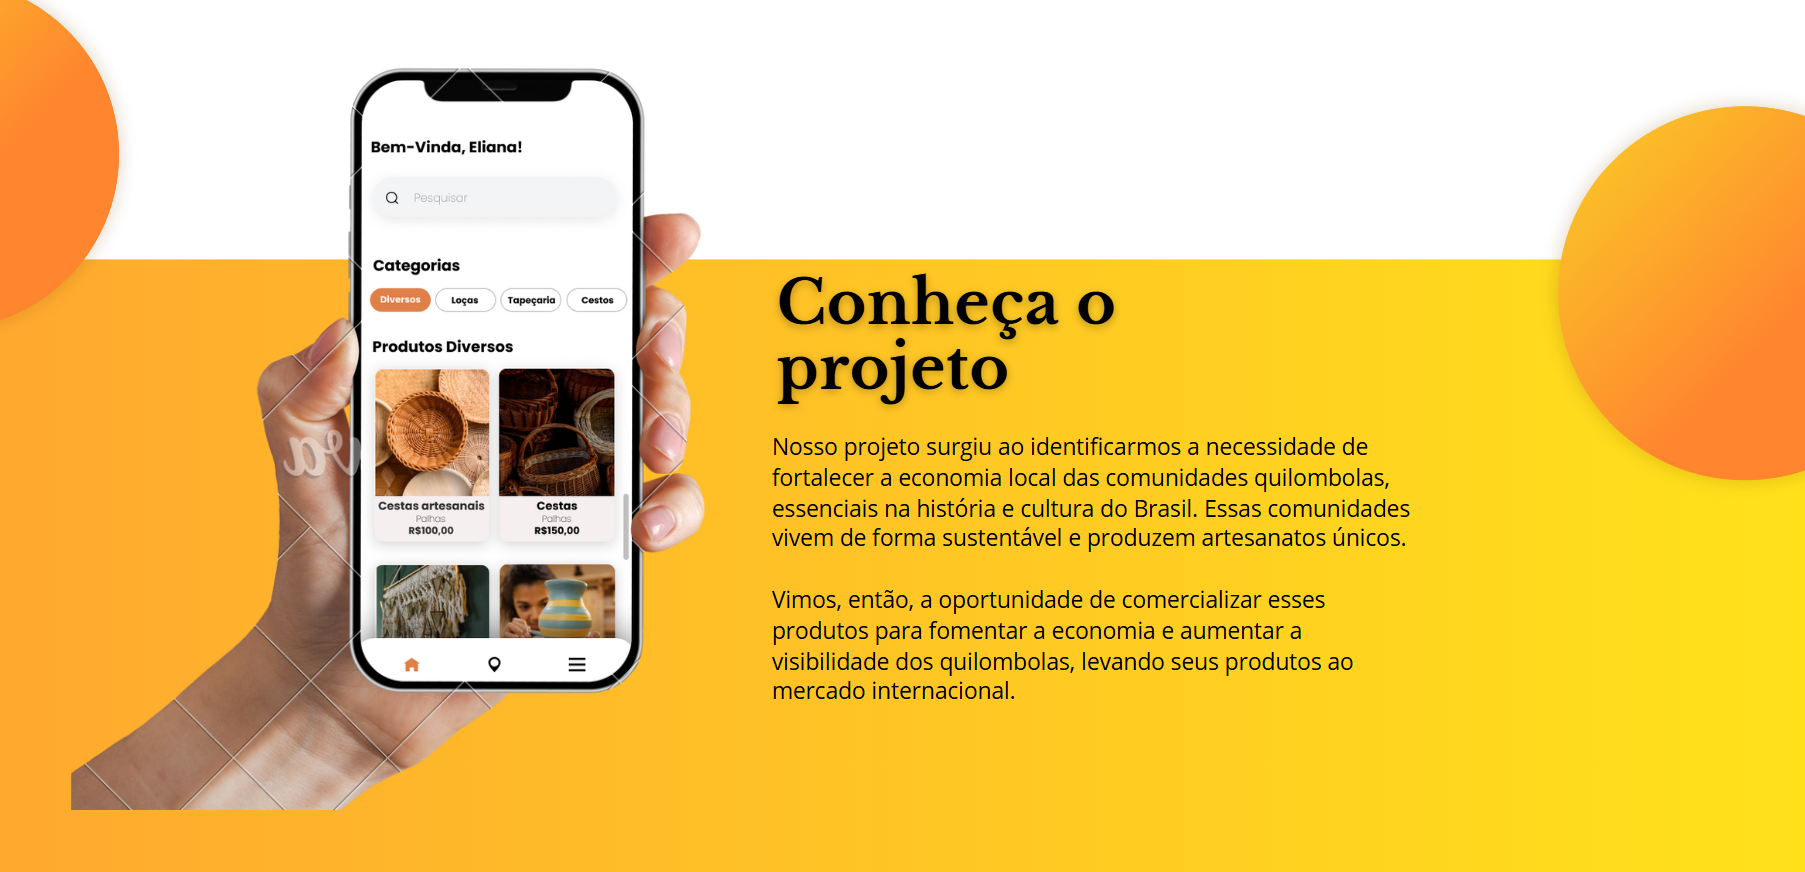 Bem-Vinda, Eliana!
Pesquisar
Categorias
Diversos Loças Tapeçaria Cestos
Produtos Diversos
Cestas artesanais
Palhas
R$100,00
Cestas
Palhas
R$150,00
Conheça o
projeto
Nosso projeto surgiu ao identificarmos a necessidade de
fortalecer a economia local das comunidades quilombolas,
essenciais na história e cultura do Brasil. Essas comunidades
vivem de forma sustentável e produzem artesanatos únicos.
Vimos, então, a oportunidade de comercializar esses
produtos para fomentar a economia e aumentar a
visibilidade dos quilombolas, levando seus produtos ao
mercado internacional.